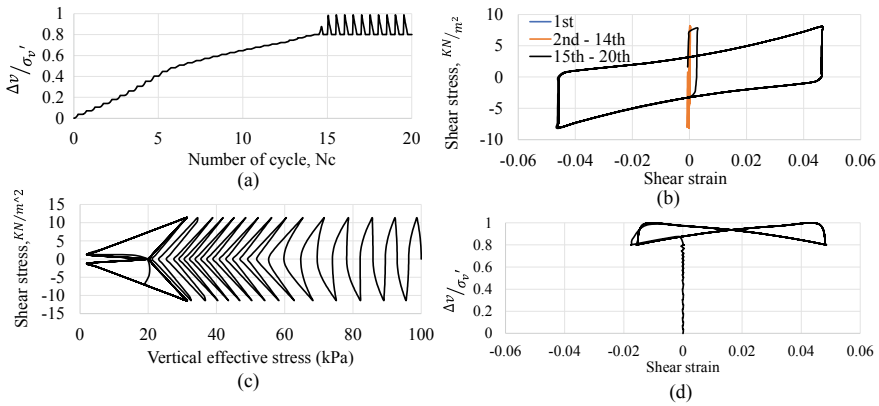 Δv/σv′
1
0.8
0.6
0.4
0.2
0
0 5 10 15 20
Number of cycle, Nc
(a)
Shear stress, KN/m²
10
5
0
-5
-10
1st
2nd - 14th
15th - 20th
-0.06 -0.04 -0.02 0 0.02 0.04 0.06
Shear strain
(b)
Shear stress, KN/m^2
15
10
5
0
-5
-10
-15
0 20 40 60 80 100
Vertical effective stress (kPa)
(c)
Δv/σv′
1
0.8
0.6
0.4
0.2
0
-0.06 -0.04 -0.02 0 0.02 0.04 0.06
Shear strain
(d)